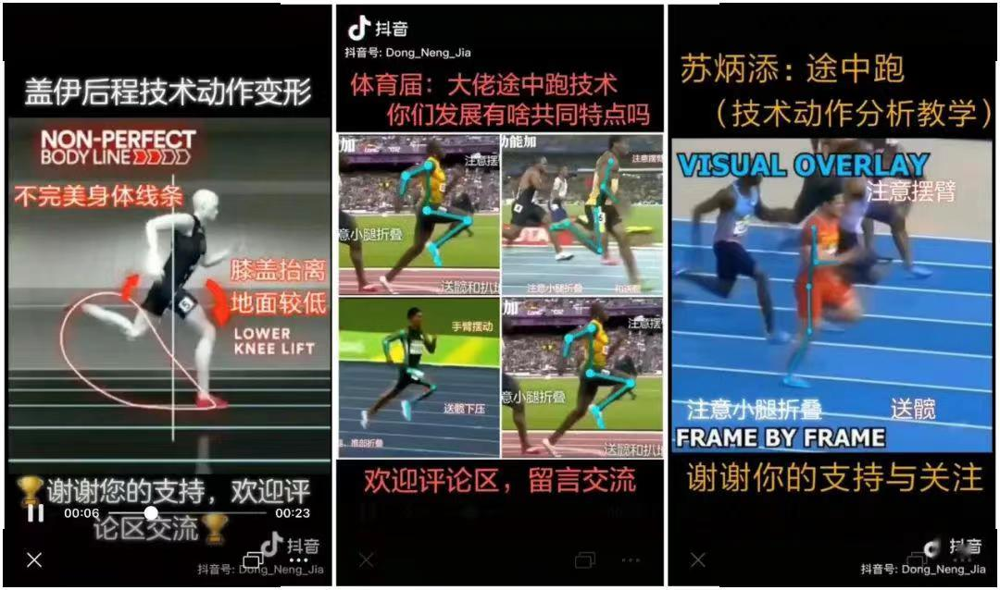 盖伊后程技术动作变形
NON-PERFECT
BODY LINE
不完美身体线条
膝盖抬离
地面较低
LOWER
KNEE LIFT
5
🏆谢谢您的支持，欢迎评
论区交流🏆
00:06
00:23
抖音
抖音号: Dong_Neng_Jia
抖音
抖音号: Dong_Neng_Jia
体育届：大佬途中跑技术
你们发展有啥共同特点吗
加
注意摆
意小腿折叠
送髋和扒地
功能加
注意摆臂
注意小腿折叠
和送髋
手臂摆动
送髋下压
加
注意摆
意小腿折叠
送髋和扒地
欢迎评论区，留言交流
苏炳添：途中跑
（技术动作分析教学）
VISUAL OVERLAY
注意摆臂
注意小腿折叠
送髋
FRAME BY FRAME
谢谢你的支持与关注
抖音
抖音号: Dong_Neng_Jia